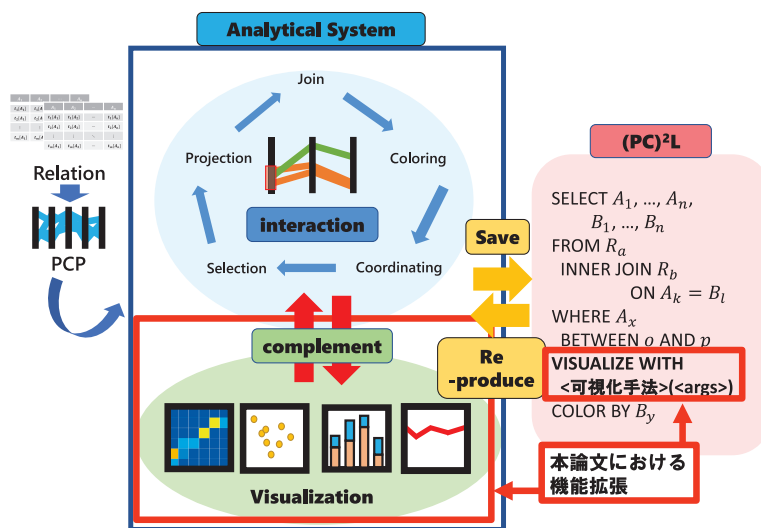 Analytical System
Join
Projection
Coloring
interaction
Selection
Coordinating
Relation
PCP
complement
Visualization
Save
Re
-produce
(PC)²L
SELECT A₁, …, Aₙ,
B₁, …, Bₙ
FROM Rₐ
INNER JOIN R_b
ON Aₖ = Bₗ
WHERE Aₓ
BETWEEN o AND p
VISUALIZE WITH
<可視化手法>(<args>)
COLOR BY B_y
本論文における
機能拡張